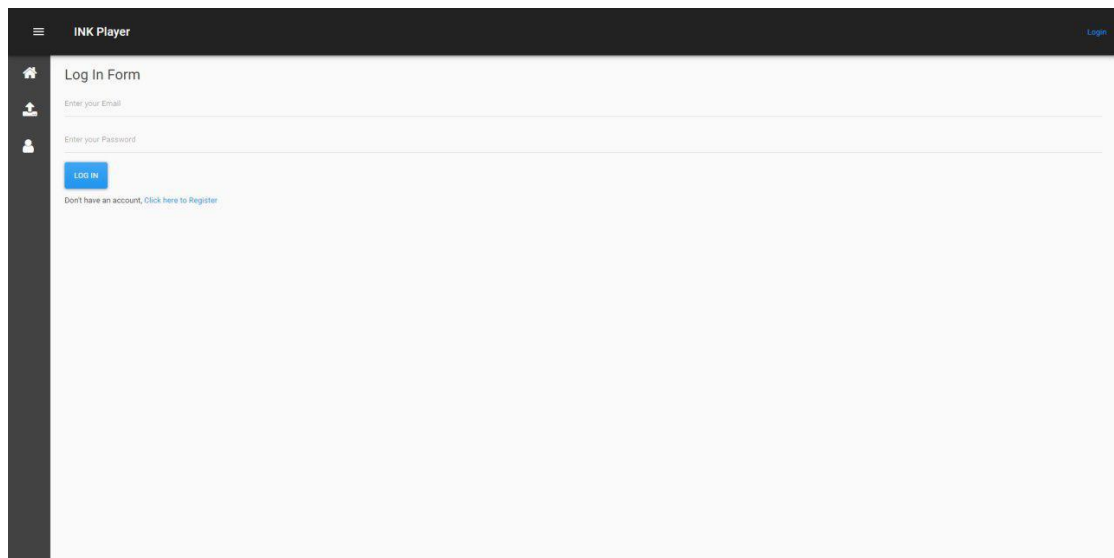 INK Player
Login
Log In Form
Enter your Email
Enter your Password
LOG IN
Don't have an account, Click here to Register